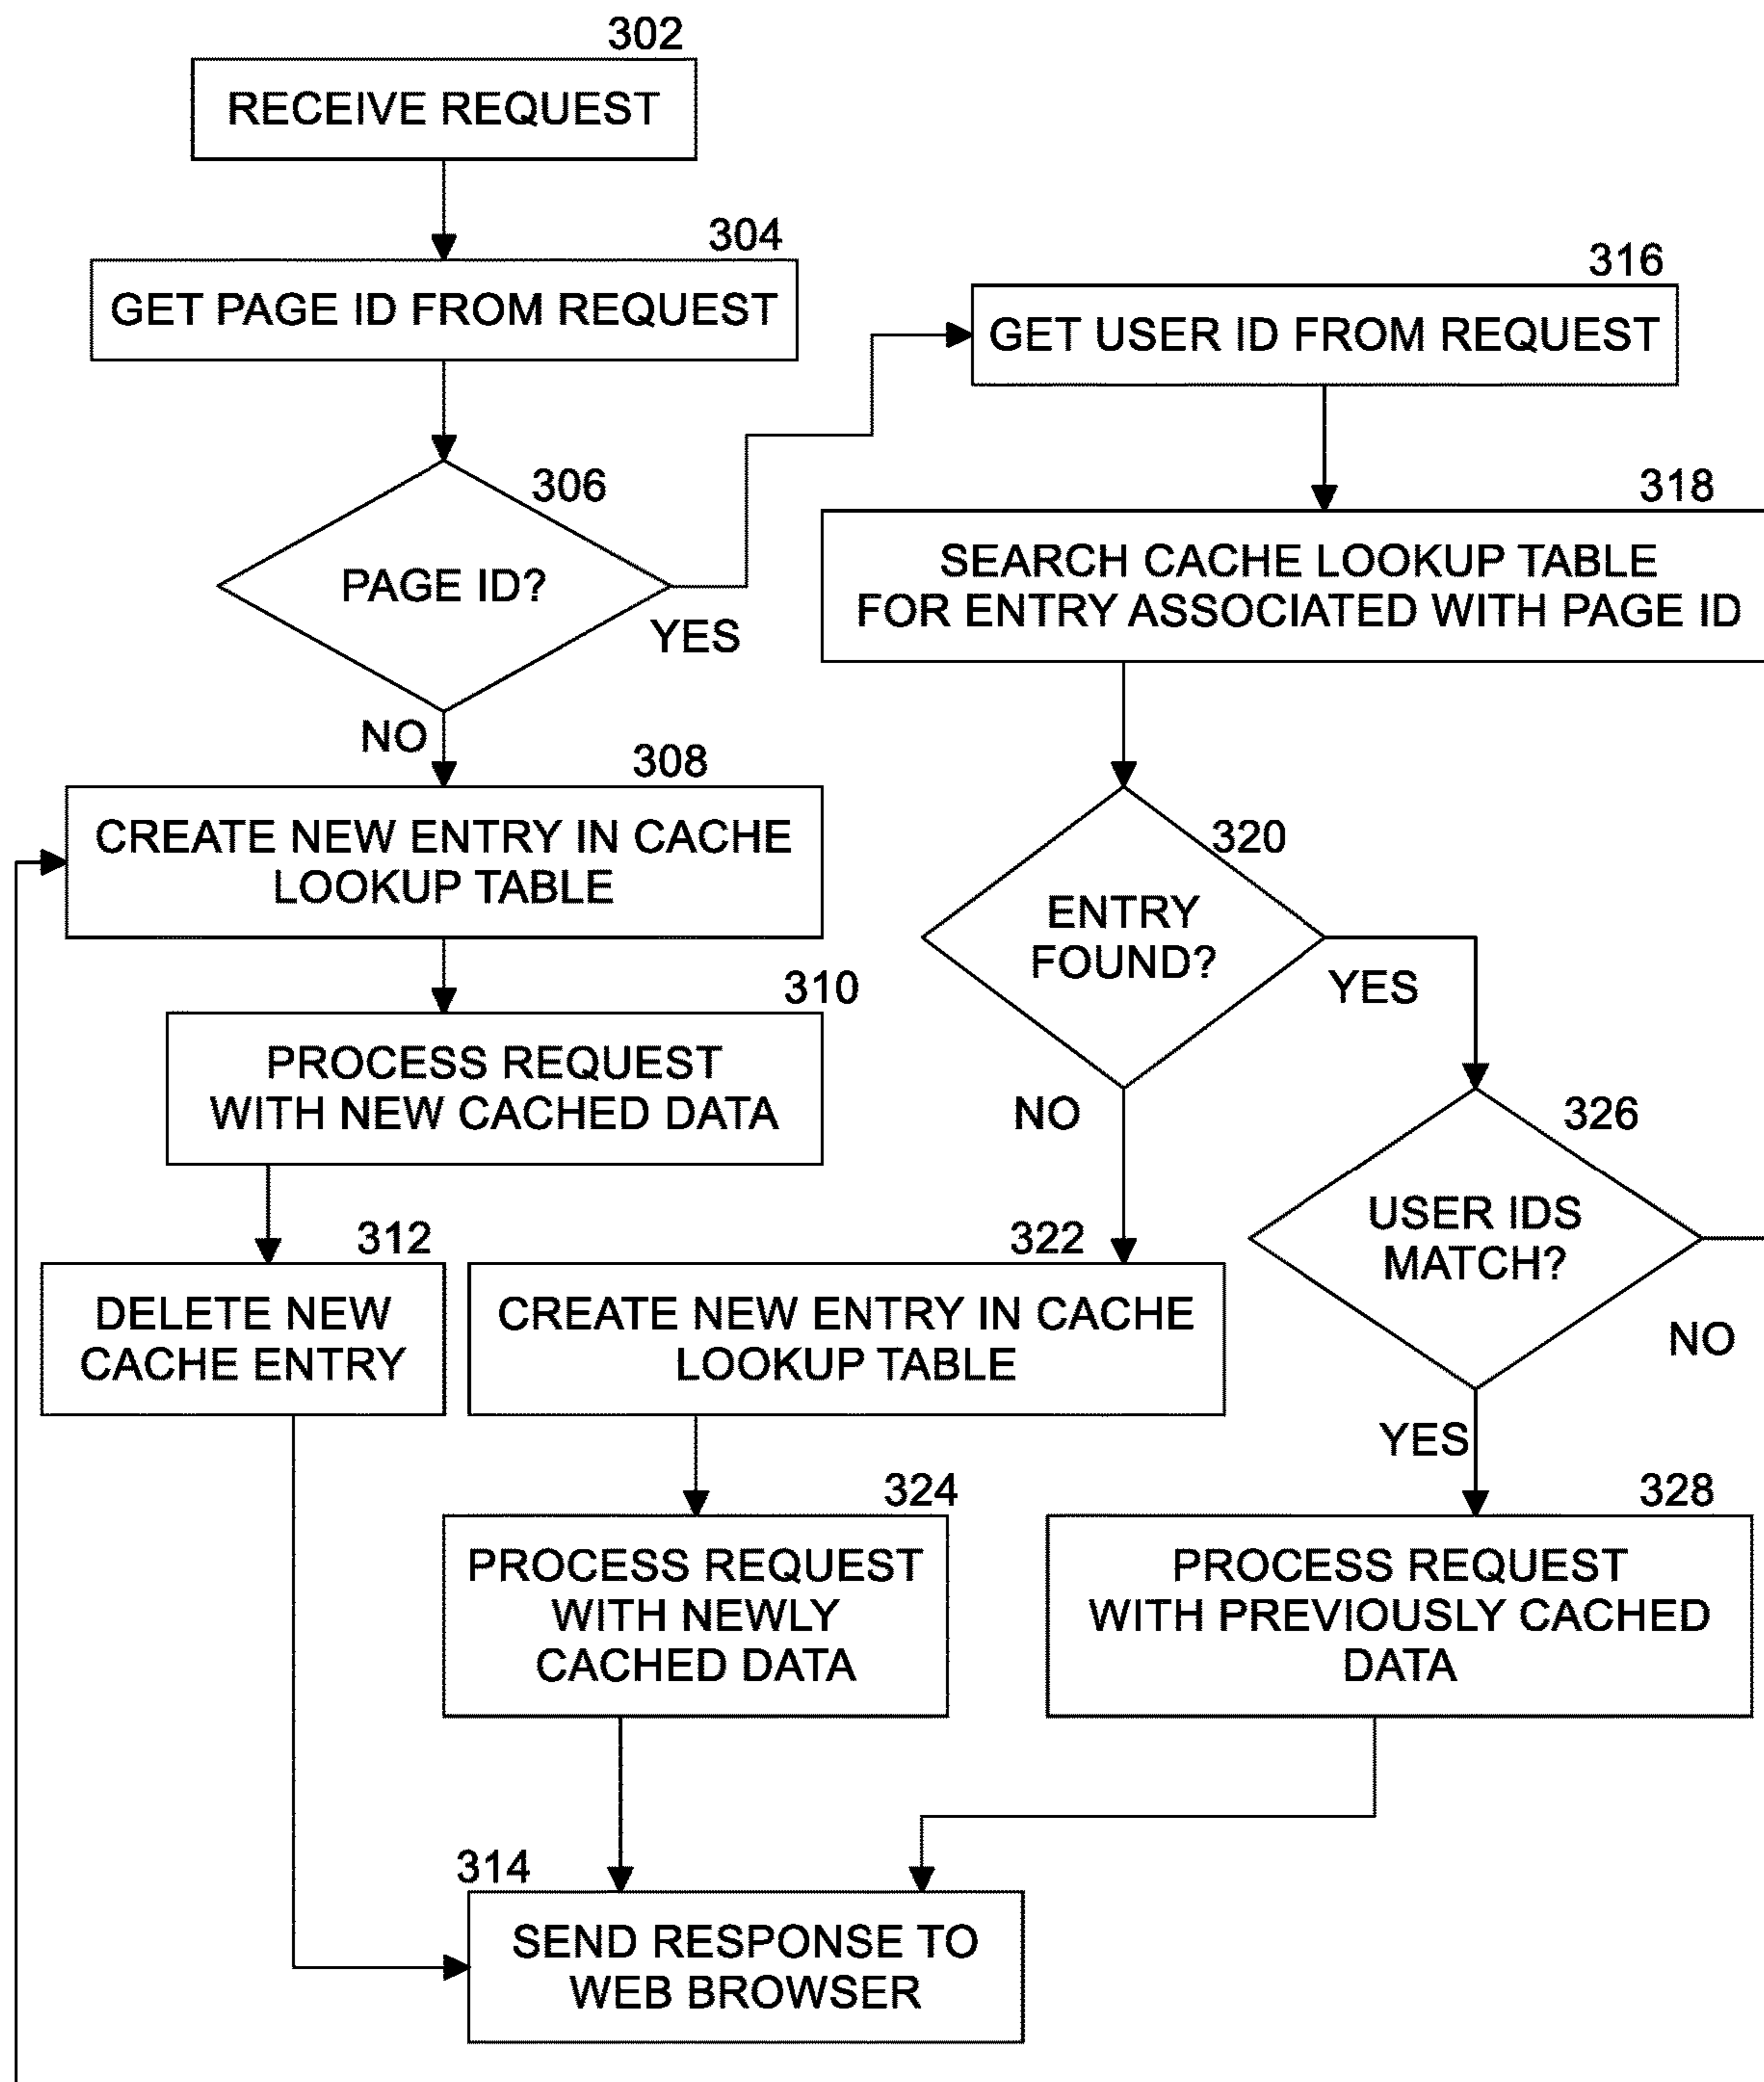 302
RECEIVE REQUEST
304
GET PAGE ID FROM REQUEST
306
PAGE ID?
YES
NO
308
CREATE NEW ENTRY IN CACHE
LOOKUP TABLE
310
PROCESS REQUEST
WITH NEW CACHED DATA
312
DELETE NEW
CACHE ENTRY
314
SEND RESPONSE TO
WEB BROWSER
316
GET USER ID FROM REQUEST
318
SEARCH CACHE LOOKUP TABLE
FOR ENTRY ASSOCIATED WITH PAGE ID
320
ENTRY
FOUND?
YES
NO
322
CREATE NEW ENTRY IN CACHE
LOOKUP TABLE
324
PROCESS REQUEST
WITH NEWLY
CACHED DATA
326
USER IDS
MATCH?
NO
YES
328
PROCESS REQUEST
WITH PREVIOUSLY CACHED
DATA